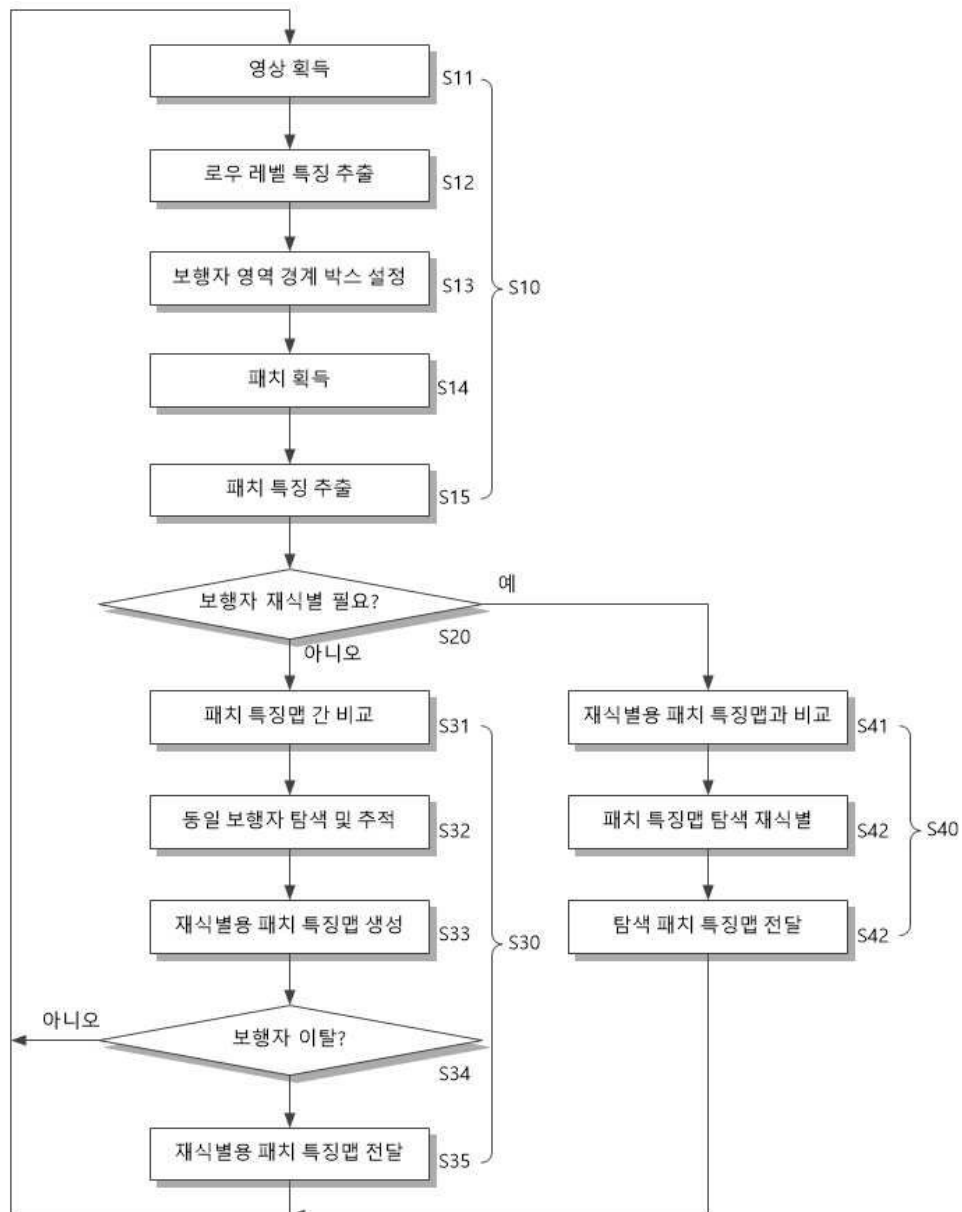 영상 획득
S11
로우 레벨 특징 추출
S12
보행자 영역 경계 박스 설정
S13
S10
패치 획득
S14
패치 특징 추출
S15
보행자 재식별 필요?
예
S20
아니오
패치 특징맵 간 비교
S31
재식별용 패치 특징맵과 비교
S41
동일 보행자 탐색 및 추적
S32
패치 특징맵 탐색 재식별
S42
S40
재식별용 패치 특징맵 생성
S33
S30
탐색 패치 특징맵 전달
S42
아니오
보행자 이탈?
S34
재식별용 패치 특징맵 전달
S35